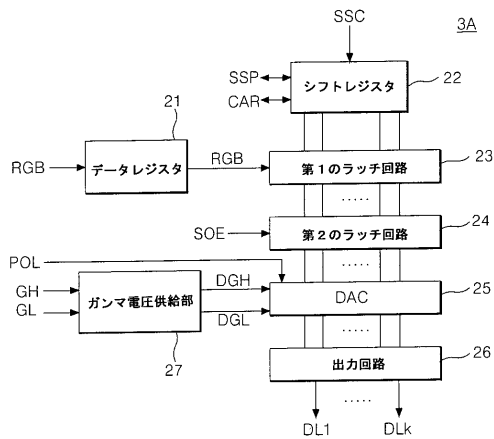 SSC
3A
SSP
シフトレジスタ
22
CAR
21
RGB
データレジスタ
RGB
第1のラッチ回路
23
.....
SOE
第2のラッチ回路
24
.....
POL
GH
GL
ガンマ電圧供給部
DGH
DGL
DAC
25
27
.....
出力回路
26
.....
DL1
DLk